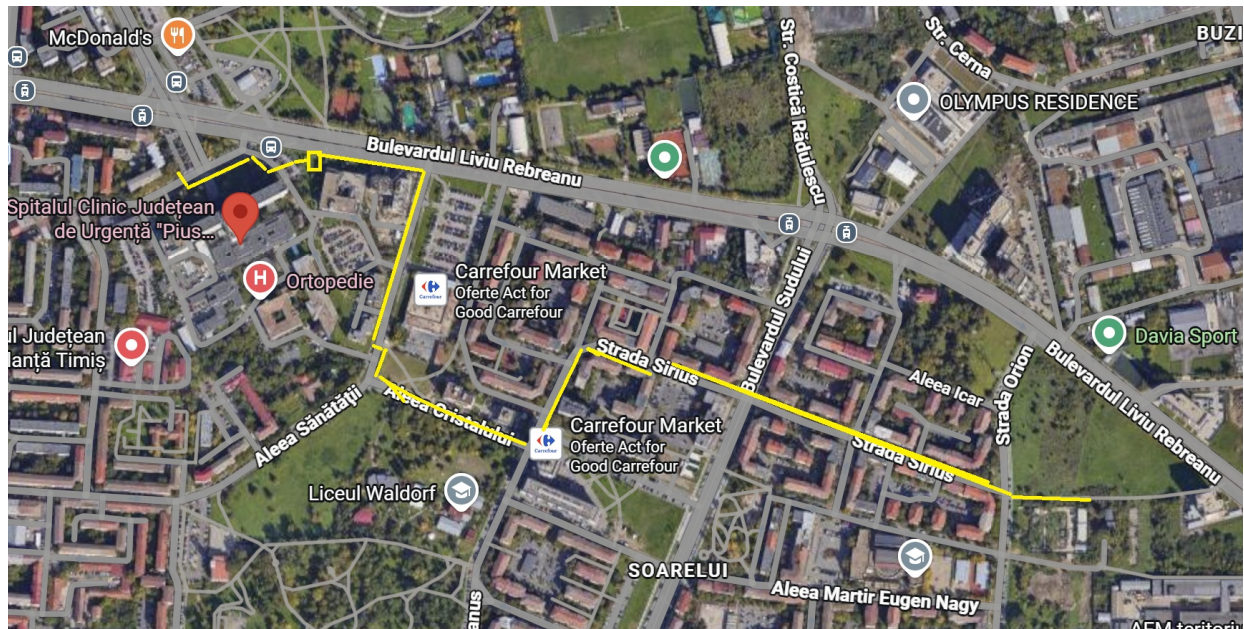 McDonald's
Str. Costică Rădulescu
Str. Cerna
BUZI
OLYMPUS RESIDENCE
Bulevardul Liviu Rebreanu
Spitalul Clinic Județean
de Urgență "Pius...
H
Ortopedie
Carrefour Market
Oferte Act for
Good Carrefour
Carrefour
ul Județean
lanță Timiș
Bulevardul Sudului
Davia Sport
Strada Sirius
Aleea Icar
Strada Orion
Bulevardul Liviu Rebreanu
Aleea Sănătății
Aleea Cristalului
Carrefour Market
Oferte Act for
Good Carrefour
Carrefour
Strada Sirius
Liceul Waldorf
SOARELUI
Aleea Martir Eugen Nagy
anus
AEM teritoriu